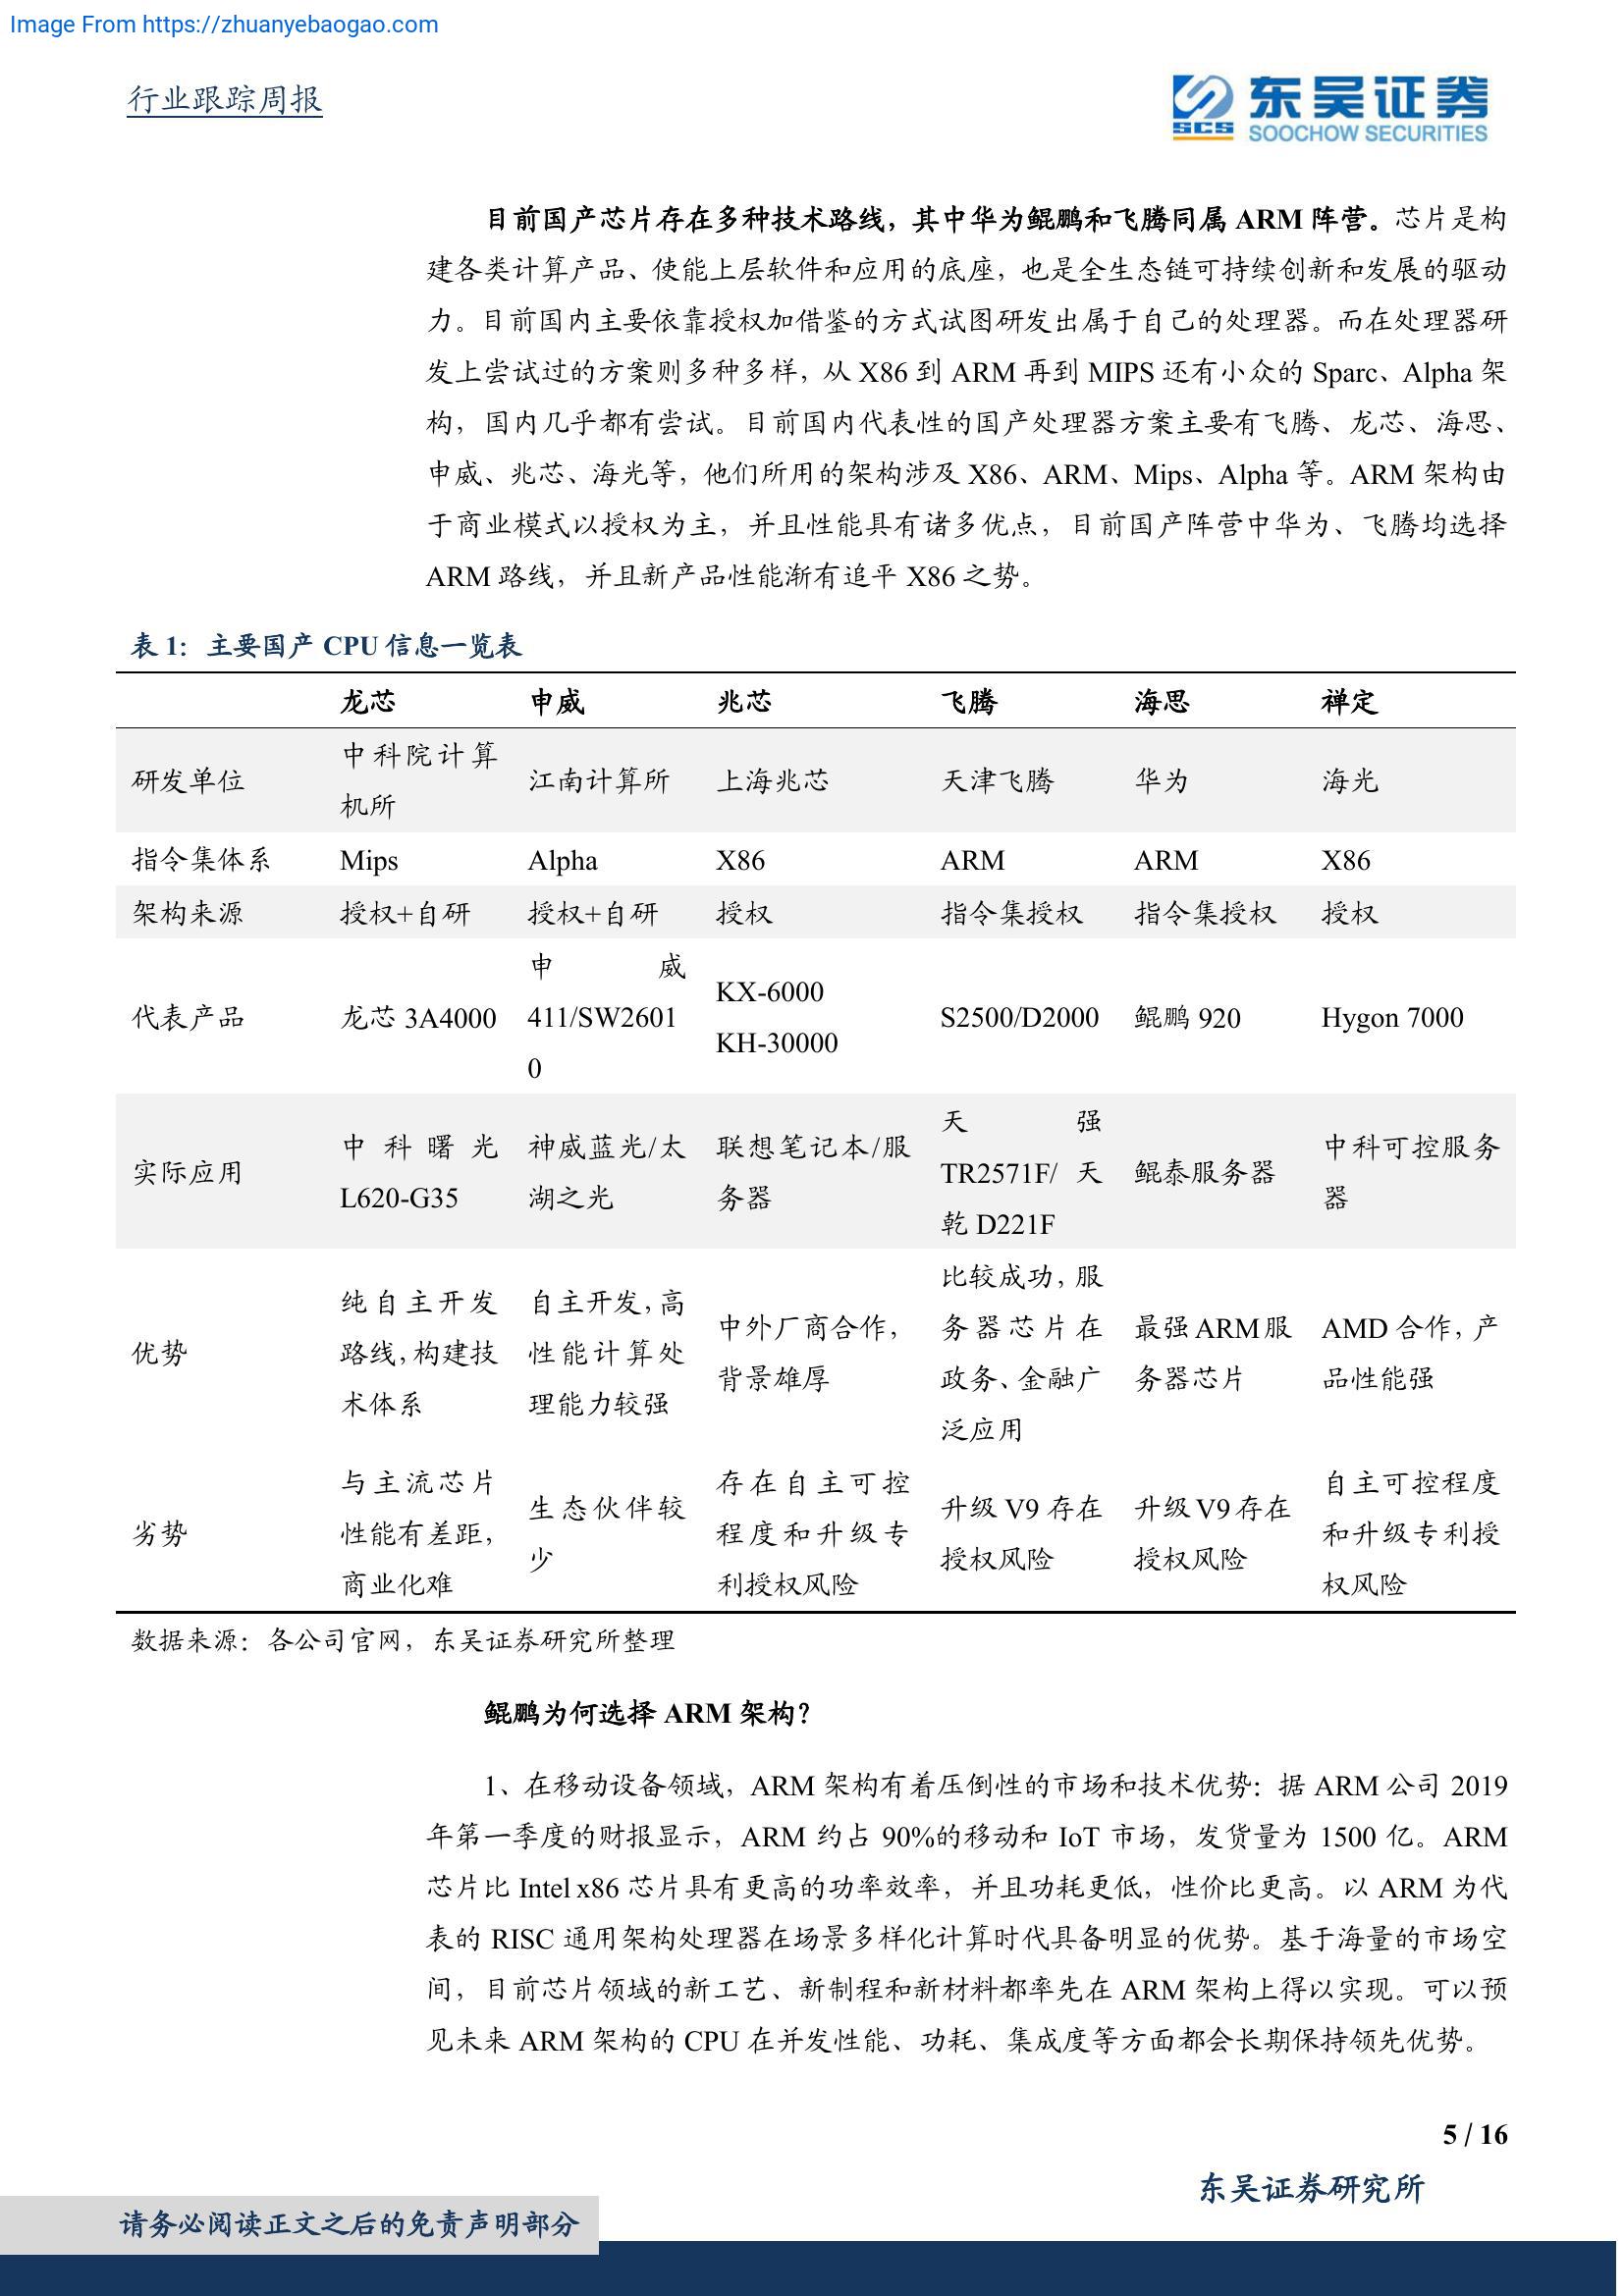 Image From https://zhuanyebaogao.com
行业跟踪周报
SCS 东吴证券
SOOCHOW SECURITIES
目前国产芯片存在多种技术路线，其中华为鲲鹏和飞腾同属 ARM 阵营。芯片是构
建各类计算产品、使能上层软件和应用的底座，也是全生态链可持续创新和发展的驱动
力。目前国内主要依靠授权加借鉴的方式试图研发出属于自己的处理器。而在处理器研
发上尝试过的方案则多种多样，从 X86 到 ARM 再到 MIPS 还有小众的 Sparc、Alpha 架
构，国内几乎都有尝试。目前国内代表性的国产处理器方案主要有飞腾、龙芯、海思、
申威、兆芯、海光等，他们所用的架构涉及 X86、ARM、Mips、Alpha 等。ARM 架构由
于商业模式以授权为主，并且性能具有诸多优点，目前国产阵营中华为、飞腾均选择
ARM 路线，并且新产品性能渐有追平 X86 之势。
表 1：主要国产 CPU 信息一览表
龙芯 申威 兆芯 飞腾 海思 禅定
研发单位 中科院计算机所 江南计算所 上海兆芯 天津飞腾 华为 海光
指令集体系 Mips Alpha X86 ARM ARM X86
架构来源 授权+自研 授权+自研 授权 指令集授权 指令集授权 授权
代表产品 龙芯 3A4000 申威 411/SW26010 KX-6000 KH-30000 S2500/D2000 鲲鹏 920 Hygon 7000
实际应用 中科曙光 L620-G35 神威蓝光/太湖之光 联想笔记本/服务器 天强 TR2571F/天乾 D221F 鲲泰服务器 中科可控服务器
优势 纯自主开发路线，构建技术体系 自主开发，高性能计算处理能力较强 中外厂商合作，背景雄厚 比较成功，服务器芯片在政务、金融广泛应用 最强 ARM 服务器芯片 AMD 合作，产品性能强
劣势 与主流芯片性能有差距，商业化难 生态伙伴较少 存在自主可控程度和升级专利授权风险 升级 V9 存在授权风险 升级 V9 存在授权风险 自主可控程度和升级专利授权风险
数据来源：各公司官网，东吴证券研究所整理
鲲鹏为何选择 ARM 架构？
1、在移动设备领域，ARM 架构有着压倒性的市场和技术优势：据 ARM 公司 2019
年第一季度的财报显示，ARM 约占 90%的移动和 IoT 市场，发货量为 1500 亿。ARM
芯片比 Intel x86 芯片具有更高的功率效率，并且功耗更低，性价比更高。以 ARM 为代
表的 RISC 通用架构处理器在场景多样化计算时代具备明显的优势。基于海量的市场空
间，目前芯片领域的新工艺、新制程和新材料都率先在 ARM 架构上得以实现。可以预
见未来 ARM 架构的 CPU 在并发性能、功耗、集成度等方面都会长期保持领先优势。
5 / 16
东吴证券研究所
请务必阅读正文之后的免责声明部分